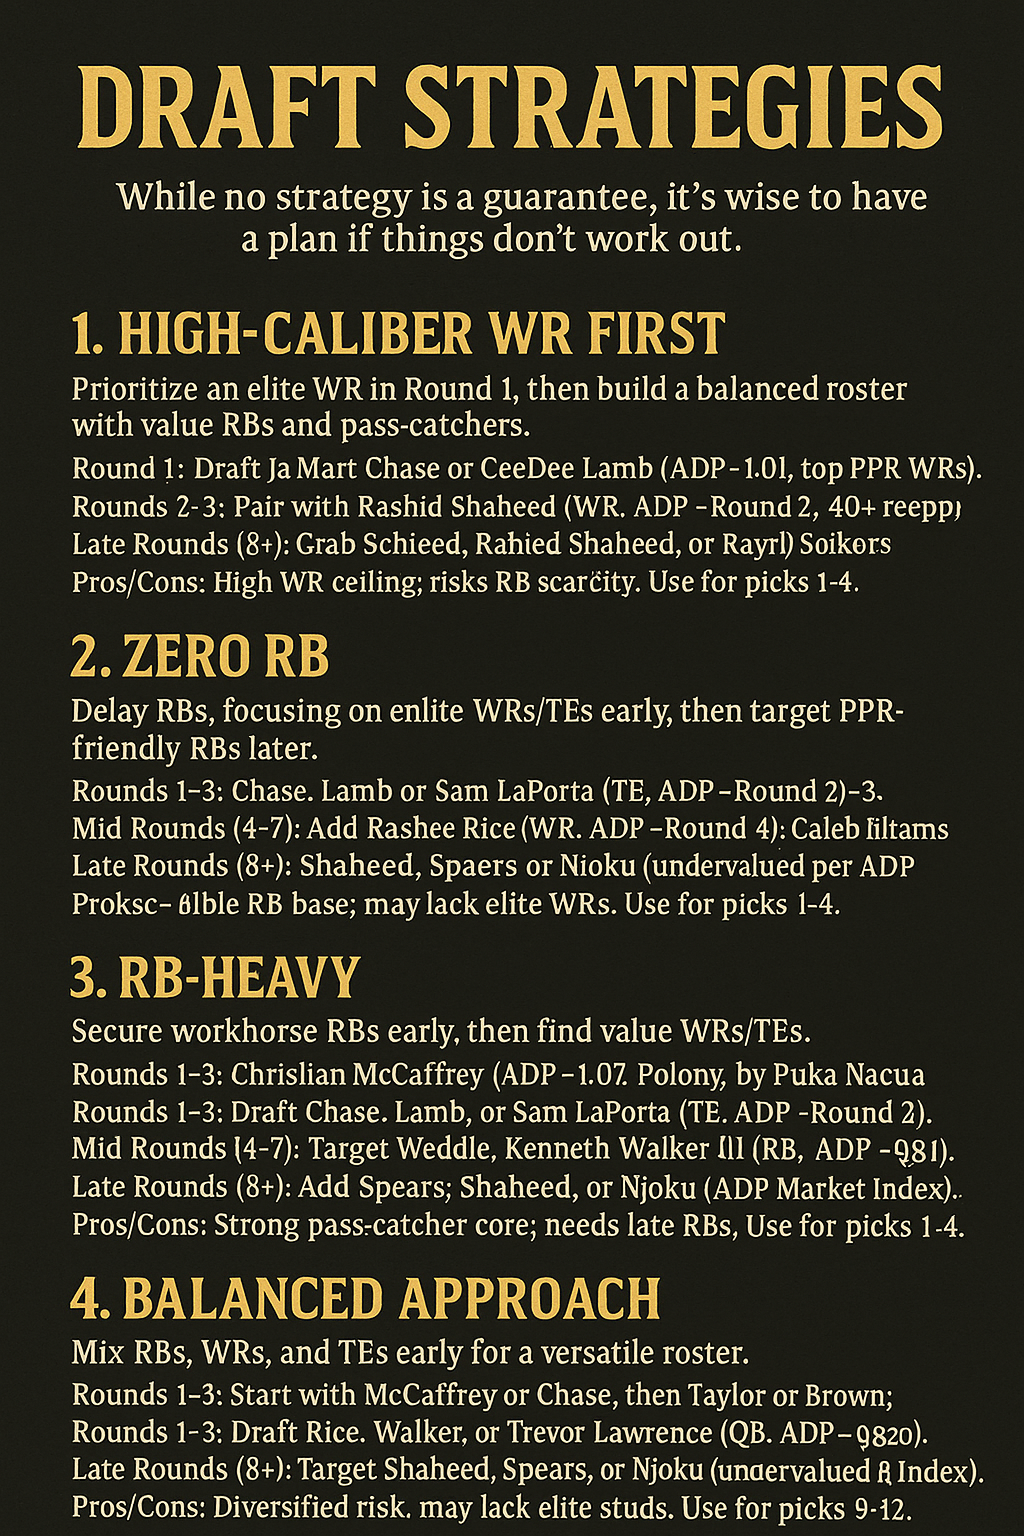 DRAFT STRATEGIES
While no strategy is a guarantee, it's wise to have
a plan if things don't work out.
1. HIGH-CALIBER WR FIRST
Prioritize an elite WR in Round 1, then build a balanced roster
with value RBs and pass-catchers.
Round 1: Draft Ja Mart Chase or CeeDee Lamb (ADP–1.01, top PPR WRs).
Rounds 2-3: Pair with Rashid Shaheed (WR. ADP –Round 2, 40+
Late Rounds (8+): Grab Schieed, Rahied Shaheed, or Rayrl) Soikors
Pros/Cons: High WR ceiling; risks RB scarcity. Use for picks 1-4.
2. ZERO RB
Delay RBs, focusing on enlite WRs/TEs early, then target PPR-
friendly RBs later.
Rounds 1–3: Chase. Lamb or Sam LaPorta (TE, ADP–Round 2)–3.
Mid Rounds (4–7): Add Rashee Rice (WR. ADP–Round 4): Caleb
Late Rounds (8+): Shaheed, Spaers or Nioku (undervalued per ADP
Proksc– RB base; may lack elite WRs. Use for picks 1–4.
3. RB-HEAVY
Secure workhorse RBs early, then find value WRs/TEs.
Rounds 1–3: Chrislian McCaffrey (ADP–1.07. Polony, by Puka Nacua
Rounds 1–3: Draft Chase. Lamb, or Sam LaPorta (TE. ADP -Round 2).
Mid Rounds (4–7): Target Weddle, Kenneth Walker III (RB, ADP
Late Rounds (8+): Add Spears; Shaheed, or Njoku (ADP Market Index)..
Pros/Cons: Strong pass-catcher core; needs late RBs, Use for picks 1-4.
4. BALANCED APPROACH
Mix RBs, WRs, and TEs early for a versatile roster.
Rounds 1–3: Start with McCaffrey or Chase, then Taylor or Brown;
Rounds 1–3: Draft Rice. Walker, or Trevor Lawrence (QB. ADP–9820).
Late Rounds (8+): Target Shaheed, Spears, or Njoku (undervalued Index).
Pros/Cons: Diversified risk. may lack elite studs. Use for picks 9-12.